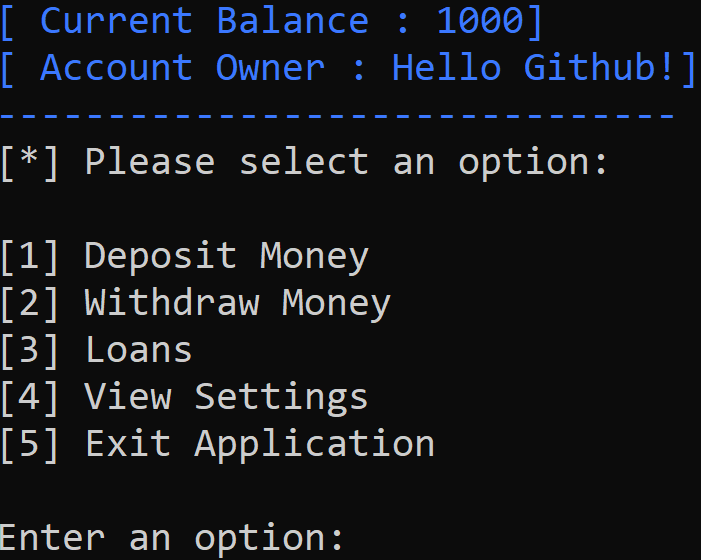 [ Current Balance : 1000]
[ Account Owner : Hello Github!]
-------------------------------
[*] Please select an option:

[1] Deposit Money
[2] Withdraw Money
[3] Loans
[4] View Settings
[5] Exit Application

Enter an option: